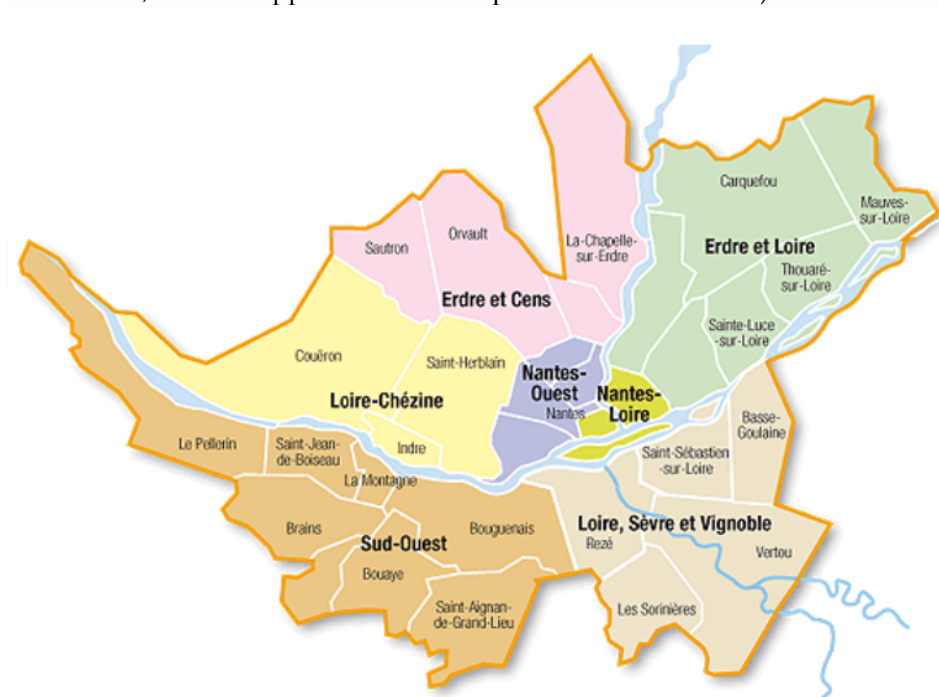 Carquefou
Mauves-
sur-Loire
Orvault
Sautron
La-Chapelle-
sur-Erdre
Erdre et Loire
Thouaré-
sur-Loire
Erdre et Cens
Sainte-Luce
-sur-Loire
Couëron
Saint-Herblain
Nantes-
Ouest
Nantes
Nantes-
Loire
Loire-Chézine
Basse-
Goulaine
Le Pellerin
Saint-Jean-
de-Boiseau
Indre
Saint-Sébastien
-sur-Loire
La Montagne
Brains
Bouguenais
Loire, Sèvre et Vignoble
Sud-Ouest
Rezé
Vertou
Bouaye
Saint-Aignan-
de-Grand-Lieu
Les Sorinières